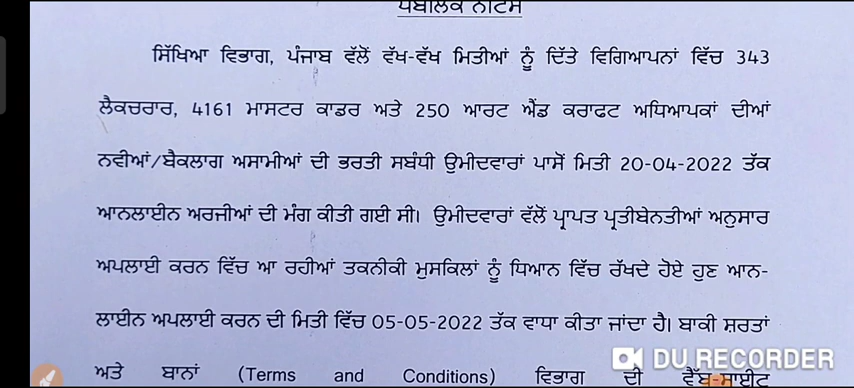 ਪਬਲਿਕ ਨੋਟਿਸ
ਸਿੱਖਿਆ ਵਿਭਾਗ, ਪੰਜਾਬ ਵੱਲੋਂ ਵੱਖ-ਵੱਖ ਮਿਤੀਆਂ ਨੂੰ ਦਿੱਤੇ ਵਿਗਿਆਪਨਾਂ ਵਿੱਚ 343
ਲੈਕਚਰਾਰ, 4161 ਮਾਸਟਰ ਕਾਡਰ ਅਤੇ 250 ਆਰਟ ਐਂਡ ਕਰਾਫਟ ਅਧਿਆਪਕਾਂ ਦੀਆਂ
ਨਵੀਆਂ/ਬੈਕਲਾਗ ਅਸਾਮੀਆਂ ਦੀ ਭਰਤੀ ਸਬੰਧੀ ਉਮੀਦਵਾਰਾਂ ਪਾਸੋਂ ਮਿਤੀ 20-04-2022 ਤੱਕ
ਆਨਲਾਈਨ ਅਰਜੀਆਂ ਦੀ ਮੰਗ ਕੀਤੀ ਗਈ ਸੀ। ਉਮੀਦਵਾਰਾਂ ਵੱਲੋਂ ਪ੍ਰਾਪਤ ਪ੍ਰਤੀਬੇਨਤੀਆਂ ਅਨੁਸਾਰ
ਅਪਲਾਈ ਕਰਨ ਵਿੱਚ ਆ ਰਹੀਆਂ ਤਕਨੀਕੀ ਮੁਸਕਿਲਾਂ ਨੂੰ ਧਿਆਨ ਵਿੱਚ ਰੱਖਦੇ ਹੋਏ ਹੁਣ ਆਨ-
ਲਾਈਨ ਅਪਲਾਈ ਕਰਨ ਦੀ ਮਿਤੀ ਵਿੱਚ 05-05-2022 ਤੱਕ ਵਾਧਾ ਕੀਤਾ ਜਾਂਦਾ ਹੈ। ਬਾਕੀ ਸ਼ਰਤਾਂ
ਅਤੇ ਬਾਨਾਂ (Terms and Conditions) ਵਿਭਾਗ ਦੀ ਵੈੱਬ-ਸਾਈਟ
DU RECORDER